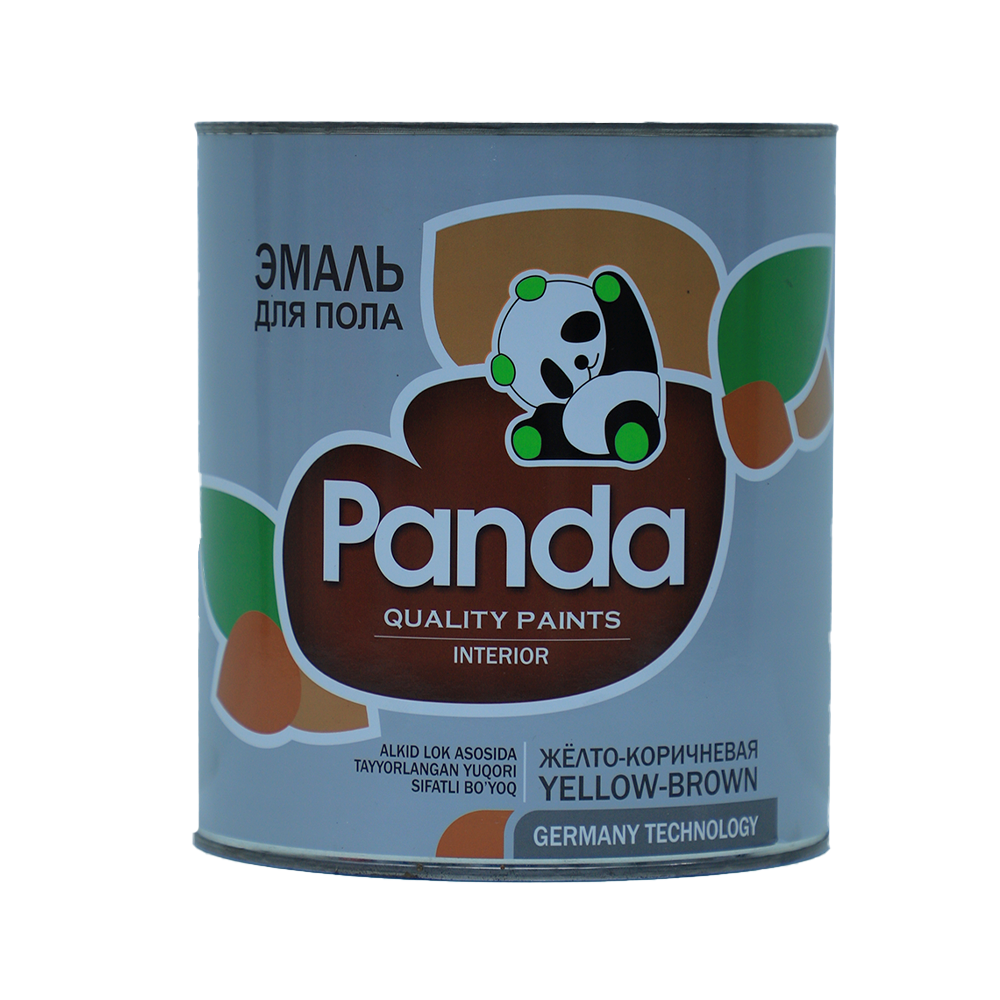 ЭМАЛЬ
ДЛЯ ПОЛА
Panda
QUALITY PAINTS
INTERIOR
ALKID LOK ASOSIDA
TAYYORLANGAN YUQORI
SIFATLI BO'YOQ
ЖЁЛТО-КОРИЧНЕВАЯ
YELLOW-BROWN
GERMANY TECHNOLOGY